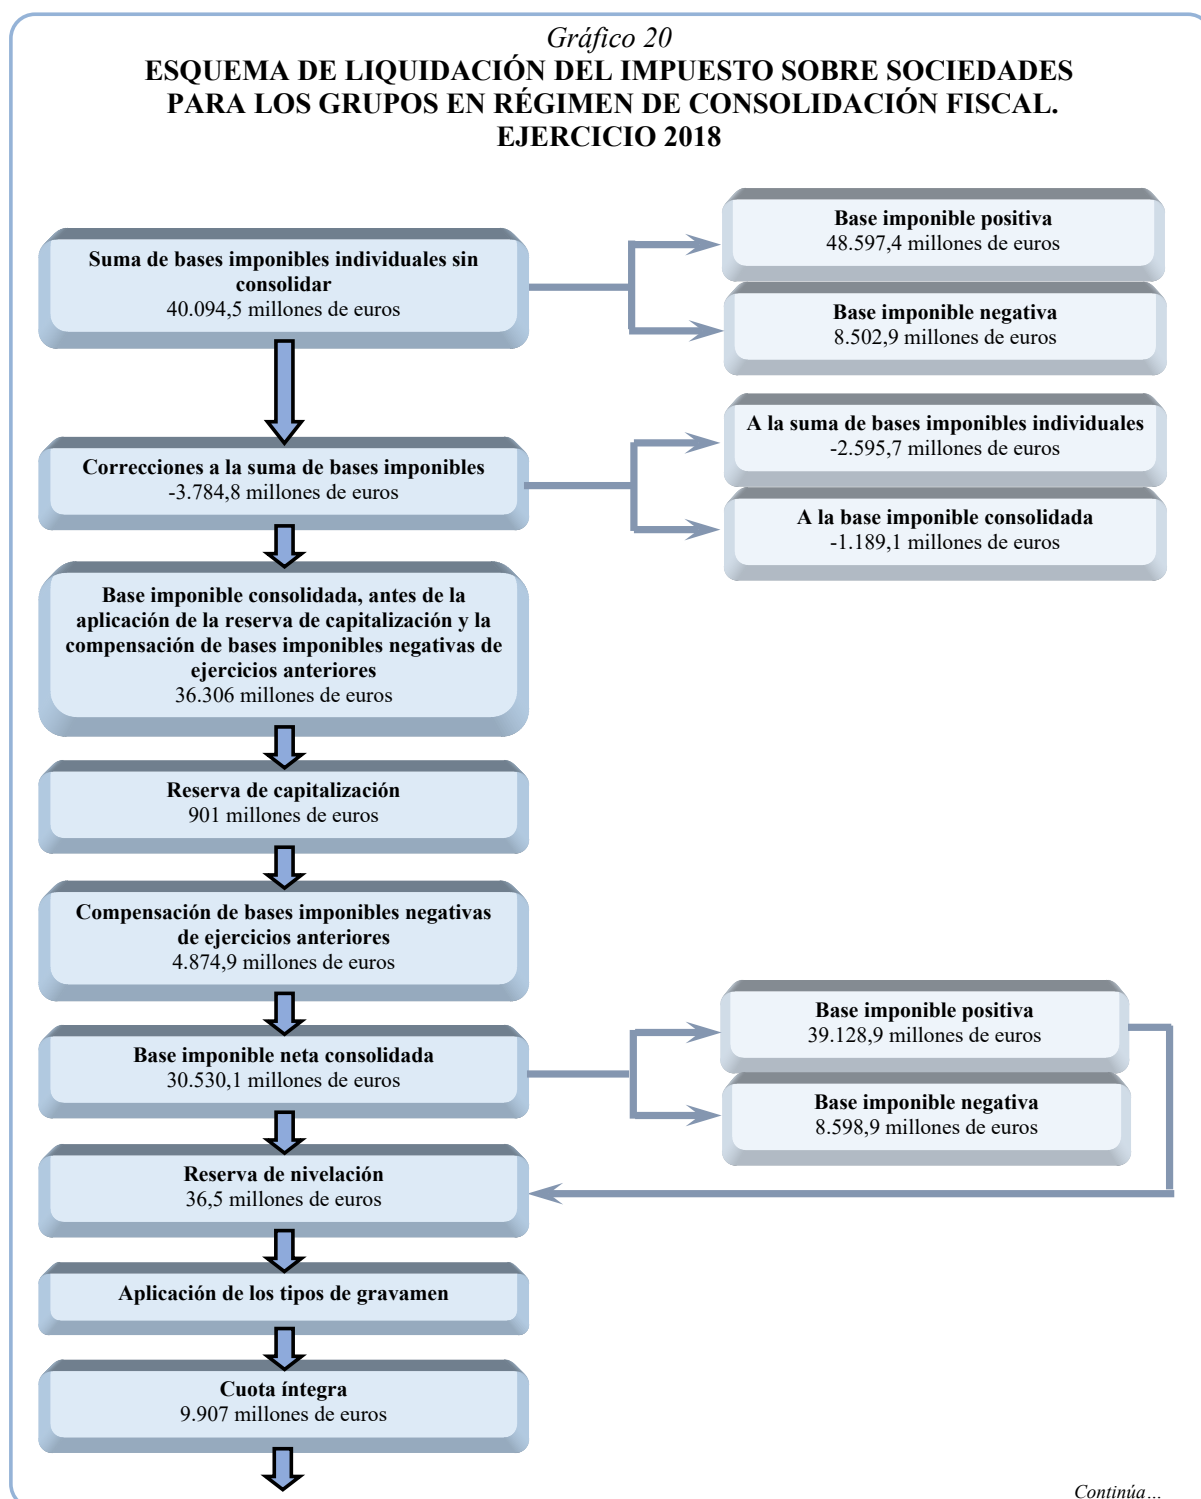 Gráfico 20
ESQUEMA DE LIQUIDACIÓN DEL IMPUESTO SOBRE SOCIEDADES
PARA LOS GRUPOS EN RÉGIMEN DE CONSOLIDACIÓN FISCAL.
EJERCICIO 2018
Suma de bases imponibles individuales sin
consolidar
40.094,5 millones de euros
Base imponible positiva
48.597,4 millones de euros
Base imponible negativa
8.502,9 millones de euros
Correcciones a la suma de bases imponibles
-3.784,8 millones de euros
A la suma de bases imponibles individuales
-2.595,7 millones de euros
A la base imponible consolidada
-1.189,1 millones de euros
Base imponible consolidada, antes de la
aplicación de la reserva de capitalización y la
compensación de bases imponibles negativas de
ejercicios anteriores
36.306 millones de euros
Reserva de capitalización
901 millones de euros
Compensación de bases imponibles negativas
de ejercicios anteriores
4.874,9 millones de euros
Base imponible neta consolidada
30.530,1 millones de euros
Base imponible positiva
39.128,9 millones de euros
Base imponible negativa
8.598,9 millones de euros
Reserva de nivelación
36,5 millones de euros
Aplicación de los tipos de gravamen
Cuota íntegra
9.907 millones de euros
Continúa…